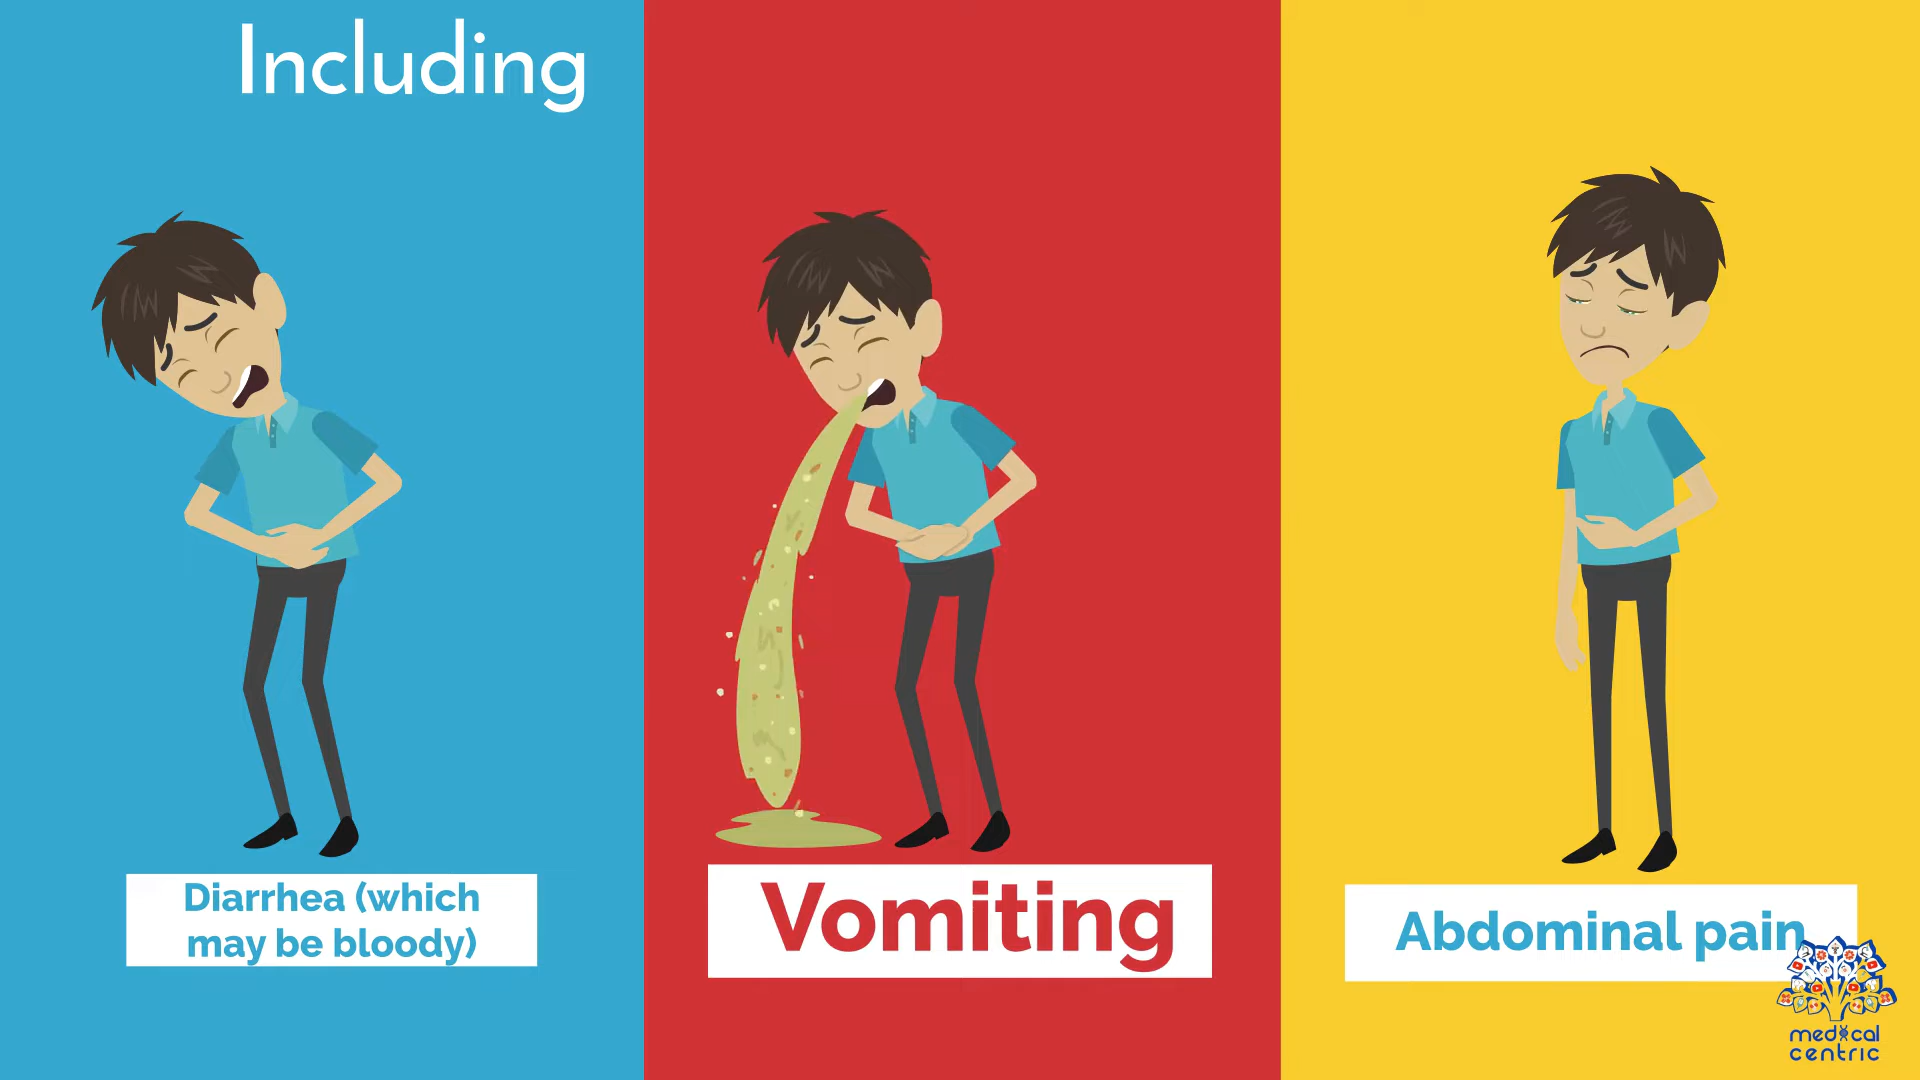 Including
Diarrhea (which
may be bloody)
Vomiting
Abdominal pain
medical
centric